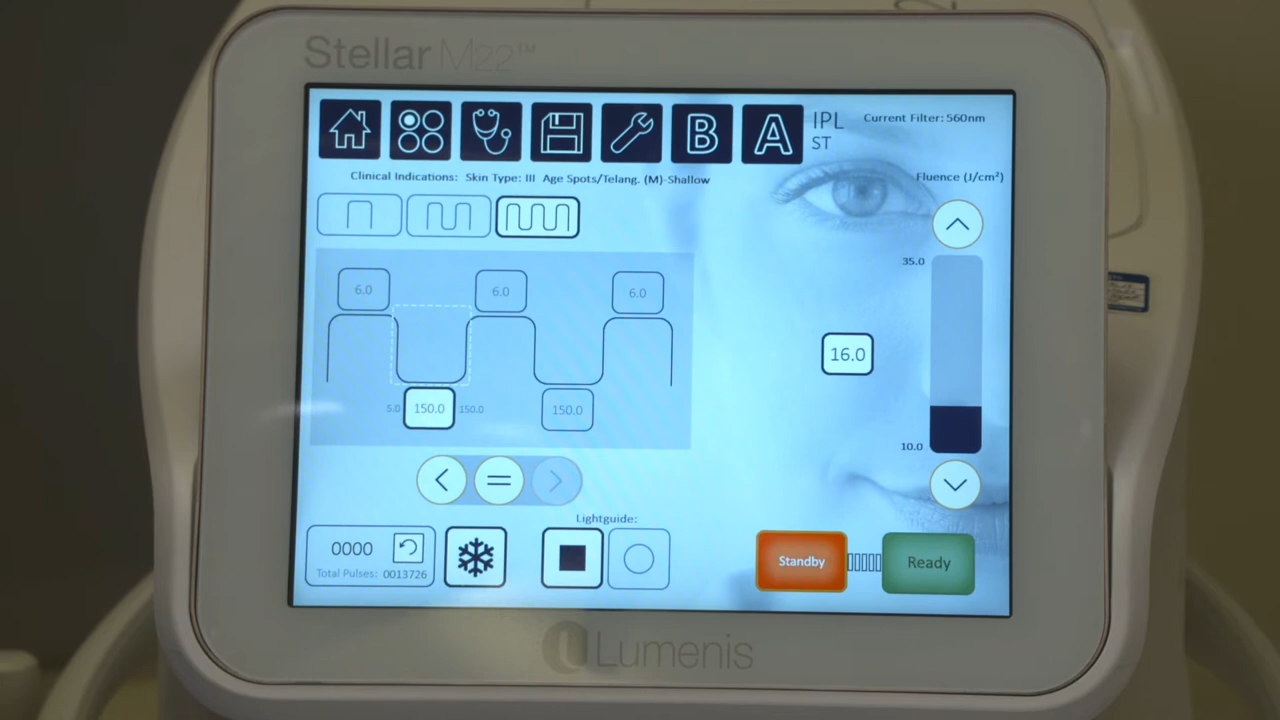 Stellar M22™
B A IPL Current Filter: 560nm
ST
Clinical Indications: Skin Type: III Age Spots/Telang. (M)-Shallow
Fluence (J/cm²)
35.0
6.0 6.0 6.0
16.0
5.0 150.0 150.0 150.0
10.0
Lightguide:
0000
Total Pulses: 0013726
Standby Ready
Lumenis